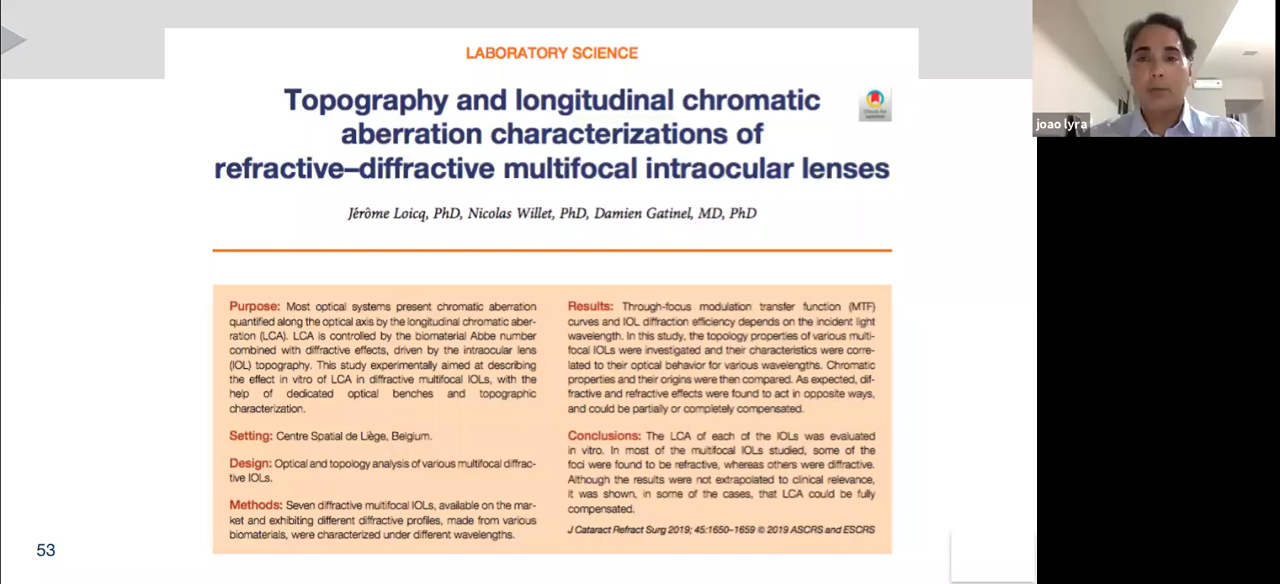 LABORATORY SCIENCE
Topography and longitudinal chromatic
aberration characterizations of
refractive–diffractive multifocal intraocular lenses
Check for
updates
Jérôme Loicq, PhD, Nicolas Willet, PhD, Damien Gatinel, MD, PhD
Purpose: Most optical systems present chromatic aberration
quantified along the optical axis by the longitudinal chromatic aber-
ration (LCA). LCA is controlled by the biomaterial Abbe number
combined with diffractive effects, driven by the intraocular lens
(IOL) topography. This study experimentally aimed at describing
the effect in vitro of LCA in diffractive multifocal IOLs, with the
help of dedicated optical benches and topographic
characterization.
Setting: Centre Spatial de Liège, Belgium.
Design: Optical and topology analysis of various multifocal diffrac-
tive IOLs.
Methods: Seven diffractive multifocal IOLs, available on the mar-
ket and exhibiting different diffractive profiles, made from various
biomaterials, were characterized under different wavelengths.
Results: Through-focus modulation transfer function (MTF)
curves and IOL diffraction efficiency depends on the incident light
wavelength. In this study, the topology properties of various multi-
focal IOLs were investigated and their characteristics were corre-
lated to their optical behavior for various wavelengths. Chromatic
properties and their origins were then compared. As expected, dif-
fractive and refractive effects were found to act in opposite ways,
and could be partially or completely compensated.
Conclusions: The LCA of each of the IOLs was evaluated
in vitro. In most of the multifocal IOLs studied, some of the
foci were found to be refractive, whereas others were diffractive.
Although the results were not extrapolated to clinical relevance,
it was shown, in some of the cases, that LCA could be fully
compensated.
J Cataract Refract Surg 2019; 45:1650–1659 © 2019 ASCRS and ESCRS
53
joao lyra